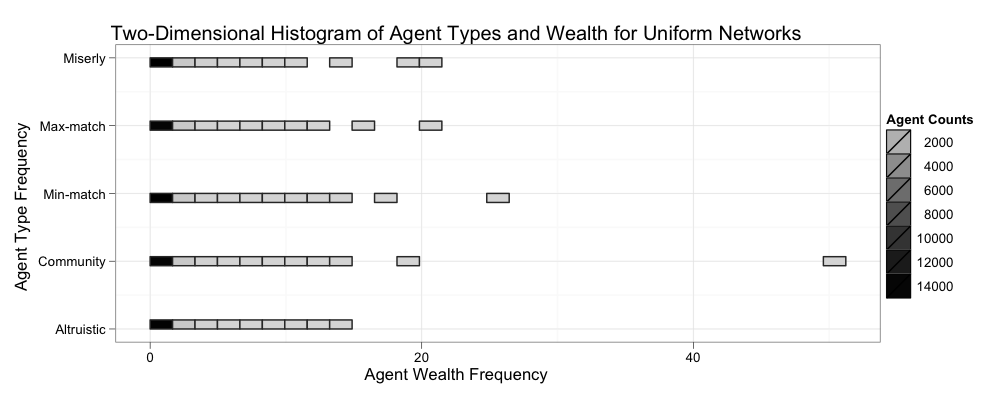 Two-Dimensional Histogram of Agent Types and Wealth for Uniform Networks
Agent Type Frequency
Miserly
Max-match
Min-match
Community
Altruistic
0
20
40
Agent Wealth Frequency
Agent Counts
2000
4000
6000
8000
10000
12000
14000